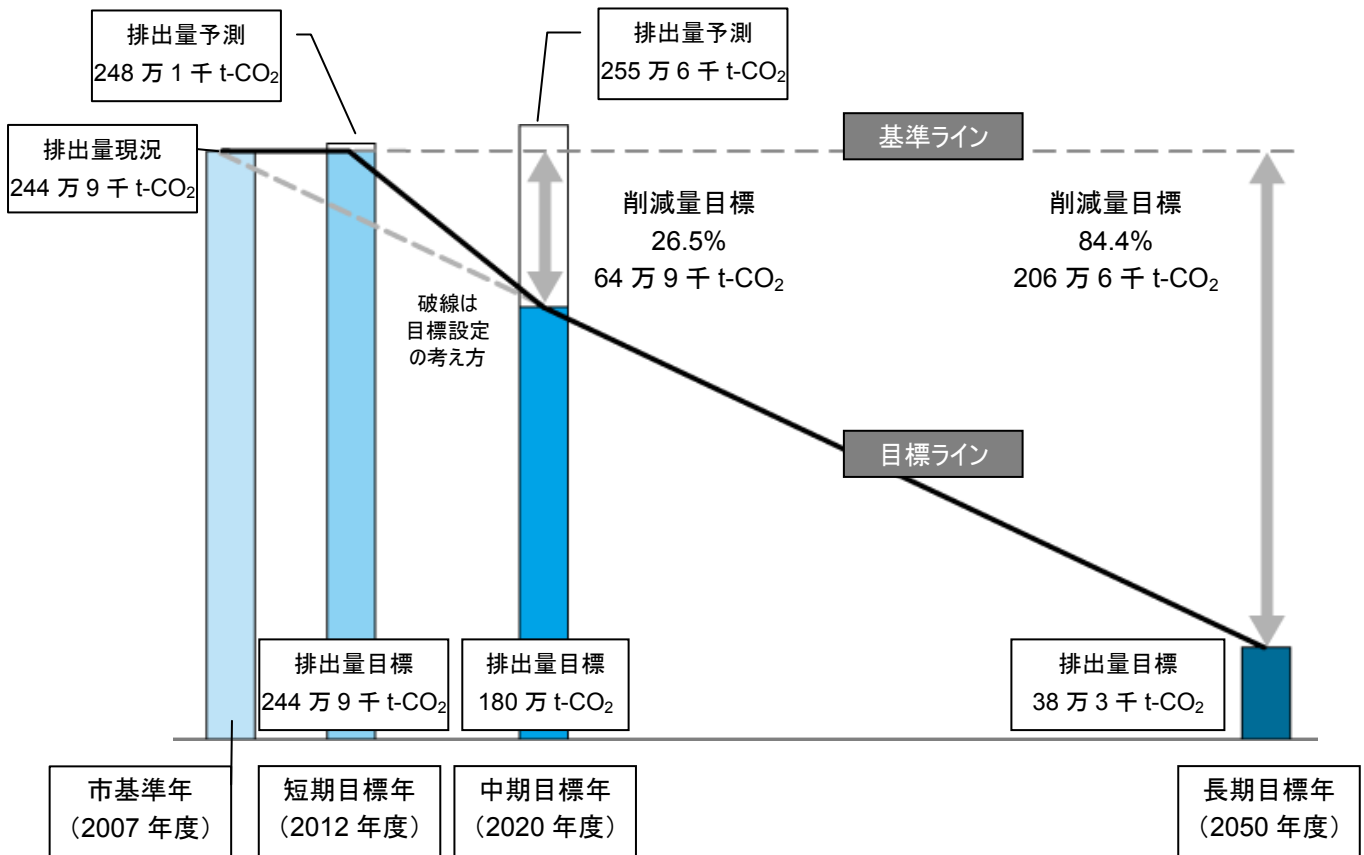 排出量予測
248 万 1 千 t-CO₂
排出量予測
255 万 6 千 t-CO₂
排出量現況
244 万 9 千 t-CO₂
基準ライン
削減量目標
26.5%
64 万 9 千 t-CO₂
削減量目標
84.4%
206 万 6 千 t-CO₂
破線は
目標設定
の考え方
目標ライン
排出量目標
244 万 9 千 t-CO₂
排出量目標
180 万 t-CO₂
排出量目標
38 万 3 千 t-CO₂
市基準年
（2007 年度）
短期目標年
（2012 年度）
中期目標年
（2020 年度）
長期目標年
（2050 年度）